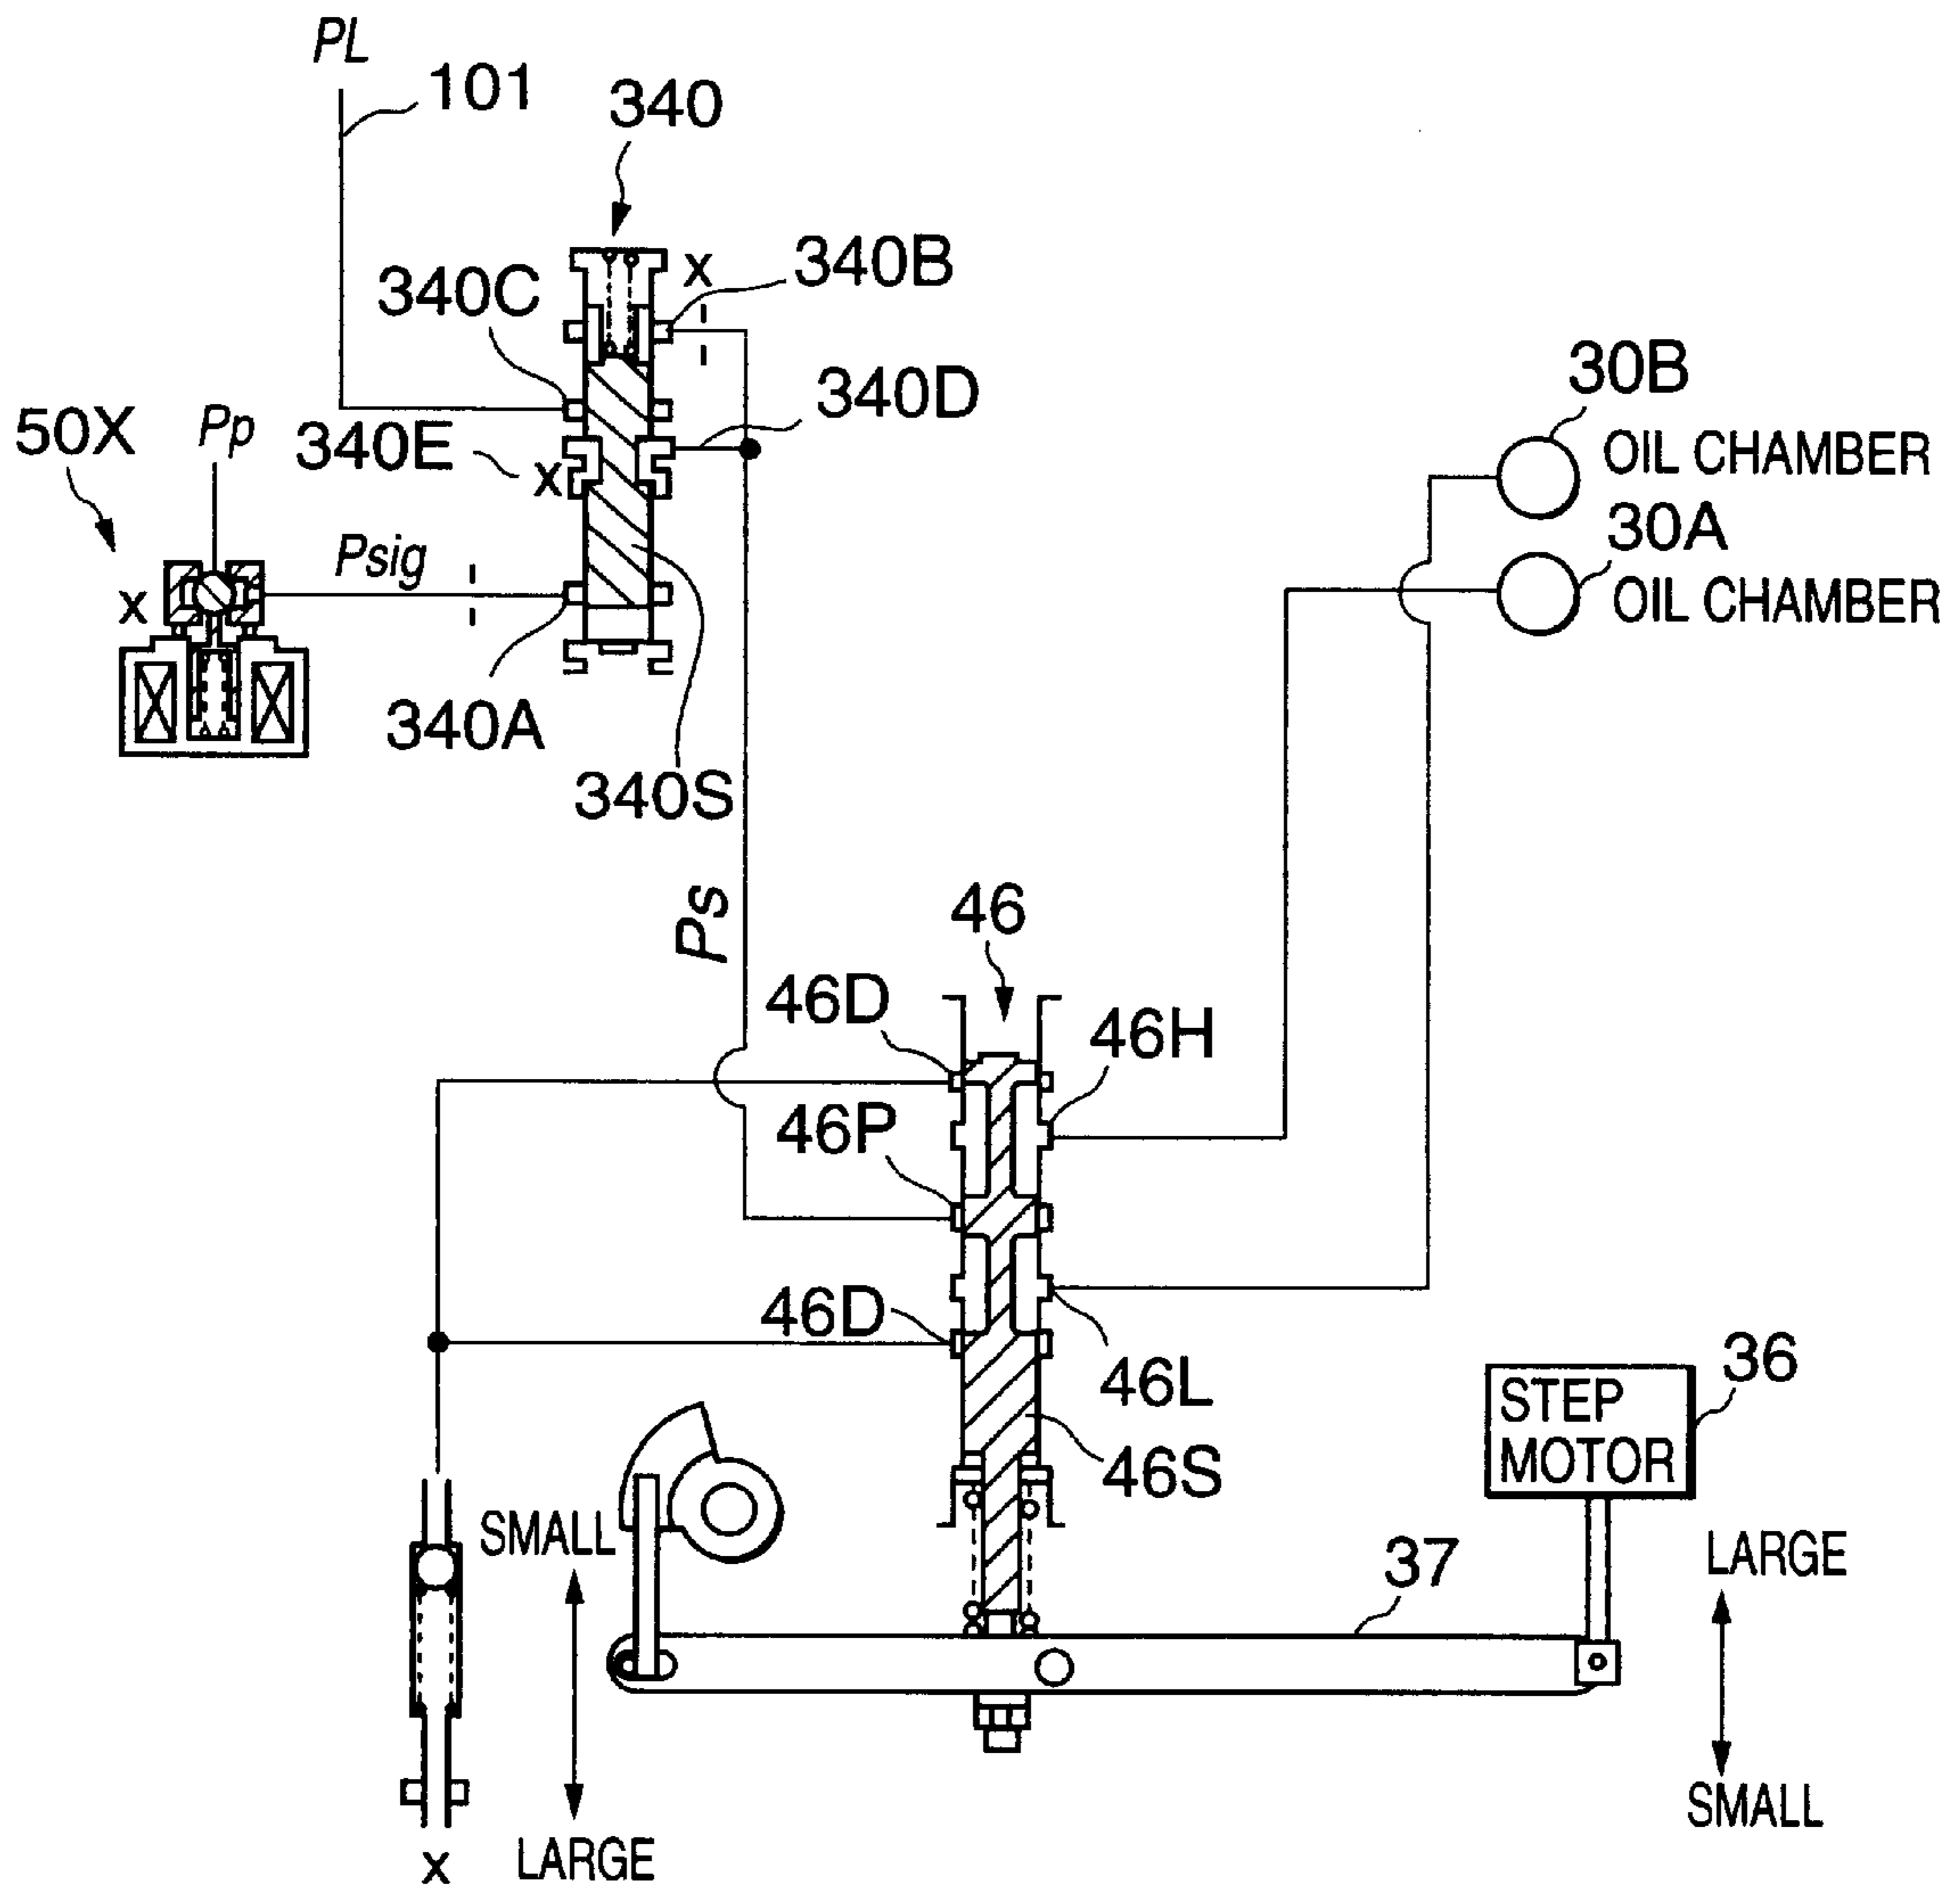 PL
101
340
340B
x
340C
340D
30B
50X
Pp
340E
x
OIL CHAMBER
30A
Psig
x
OIL CHAMBER
340A
340S
Ps
46
46D
46H
46P
46D
36
STEP
MOTOR
46L
46S
SMALL
37
LARGE
SMALL
x
LARGE